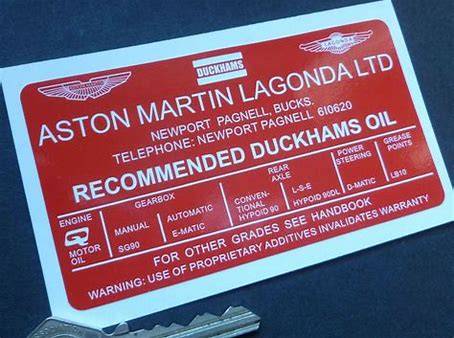 DUCKHAMS
ASTON MARTIN
LAGONDA
ASTON MARTIN LAGONDA LTD
NEWPORT PAGNELL, BUCKS.
TELEPHONE: NEWPORT PAGNELL 610620
RECOMMENDED DUCKHAMS OIL
ENGINE
Q
MOTOR
OIL
GEARBOX
MANUAL
SG90
AUTOMATIC
E-MATIC
REAR
AXLE
CONVEN-
TIONAL
HYPOID 90
L-S-E
HYPOID 90DL
POWER
STEERING
D-MATIC
GREASE
POINTS
LB10
FOR OTHER GRADES SEE HANDBOOK
WARNING: USE OF PROPRIETARY ADDITIVES INVALIDATES WARRANTY